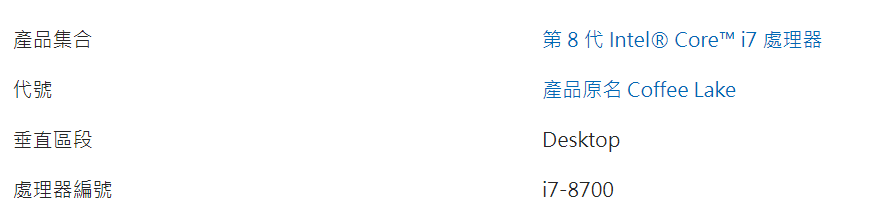 產品集合 第 8 代 Intel® Core™ i7 處理器
代號 產品原名 Coffee Lake
垂直區段 Desktop
處理器編號 i7-8700